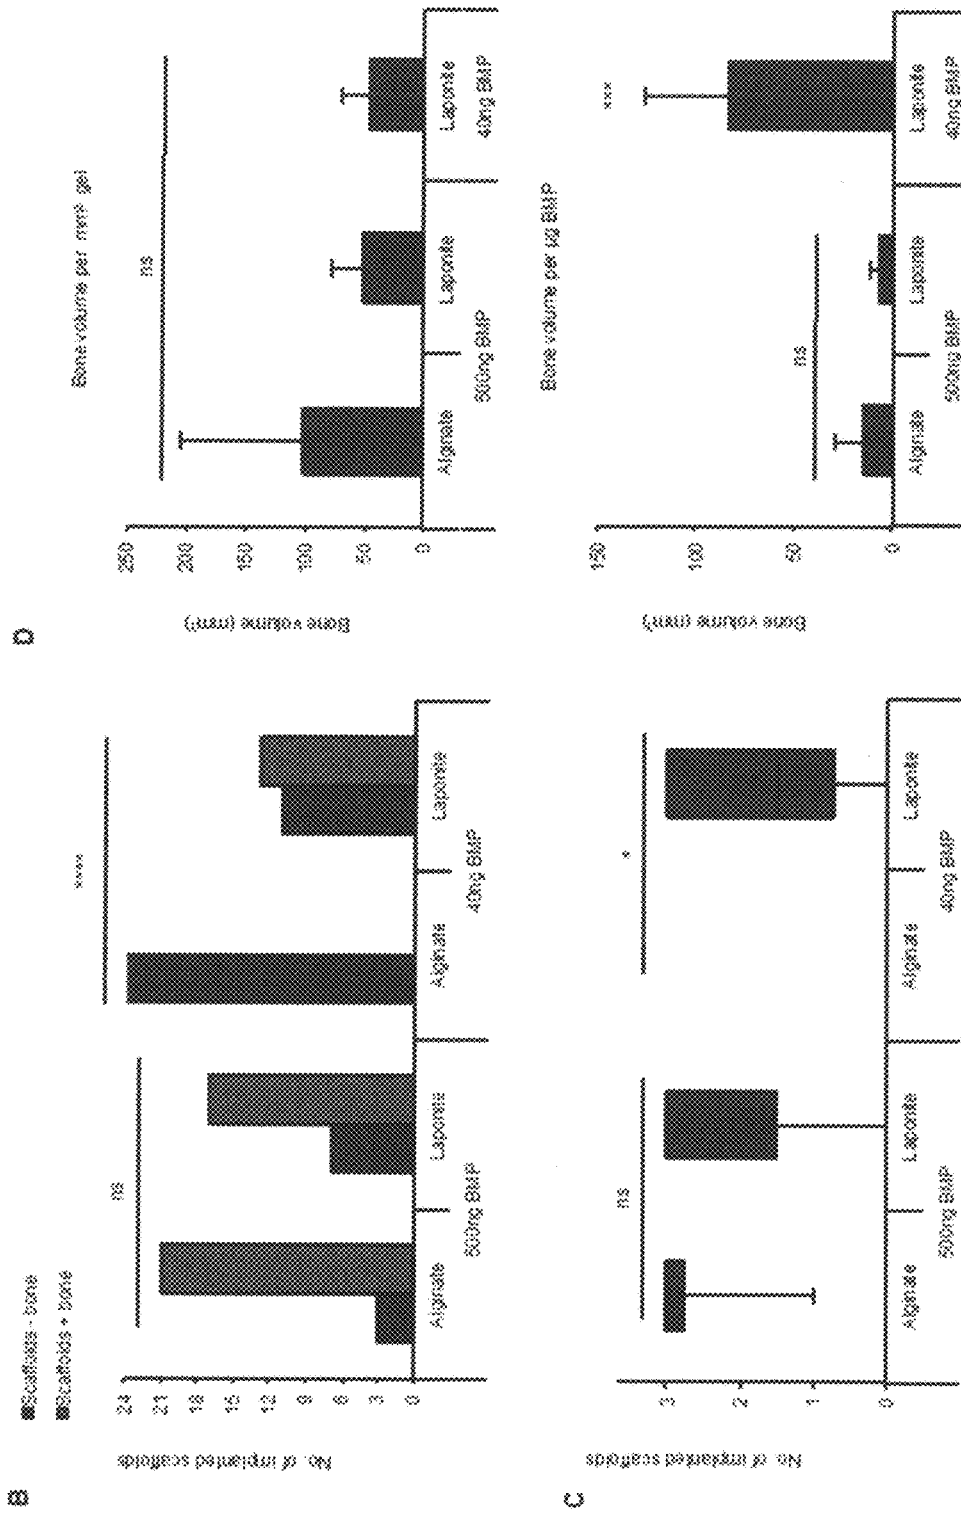 B
Scaffolds - bone
Scaffolds + bone
No. of implanted scaffolds
24
21
18
15
12
9
6
3
0
ns
****
Alginate
Laponite
Alginate
Laponite
500ng BMP
40ng BMP
C
No. of implanted scaffolds
3
2
1
0
ns
*
Alginate
Laponite
Alginate
Laponite
500ng BMP
40ng BMP
D
Bone volume per mm³ gel
Bone volume (mm³)
250
200
150
100
50
0
ns
Alginate
Laponite
Laponite
500ng BMP
40ng BMP
Bone volume per µg BMP
Bone volume (mm³)
150
100
50
0
ns
***
Alginate
Laponite
Laponite
500ng BMP
40ng BMP